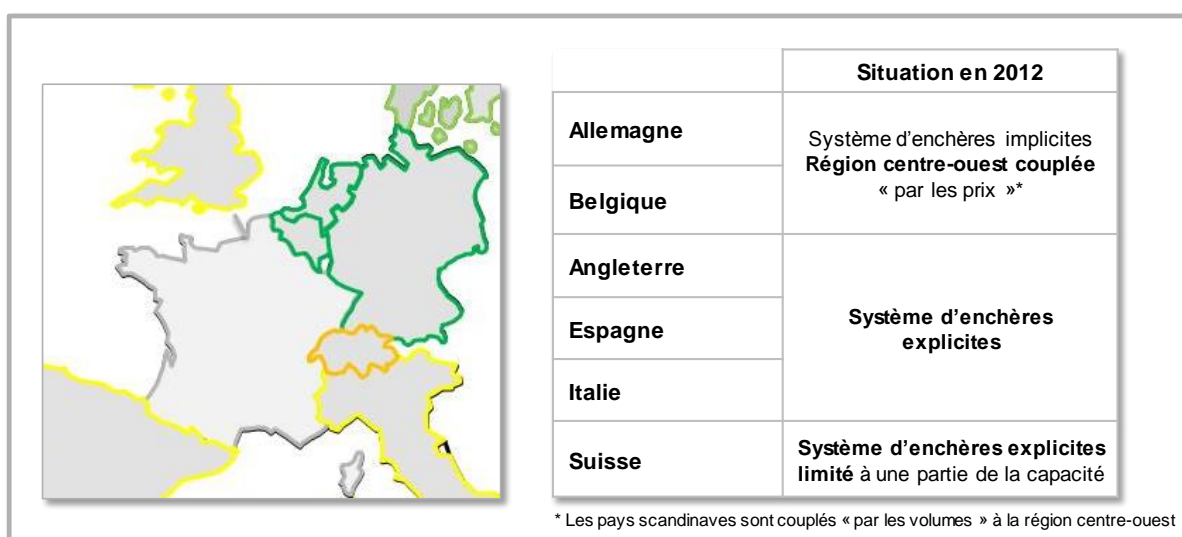 Situation en 2012
Allemagne
Système d'enchères implicites
Région centre-ouest couplée
« par les prix »*
Belgique
Angleterre
Espagne
Système d'enchères
explicites
Italie
Suisse
Système d'enchères explicites
limité à une partie de la capacité
* Les pays scandinaves sont couplés « par les volumes » à la région centre-ouest